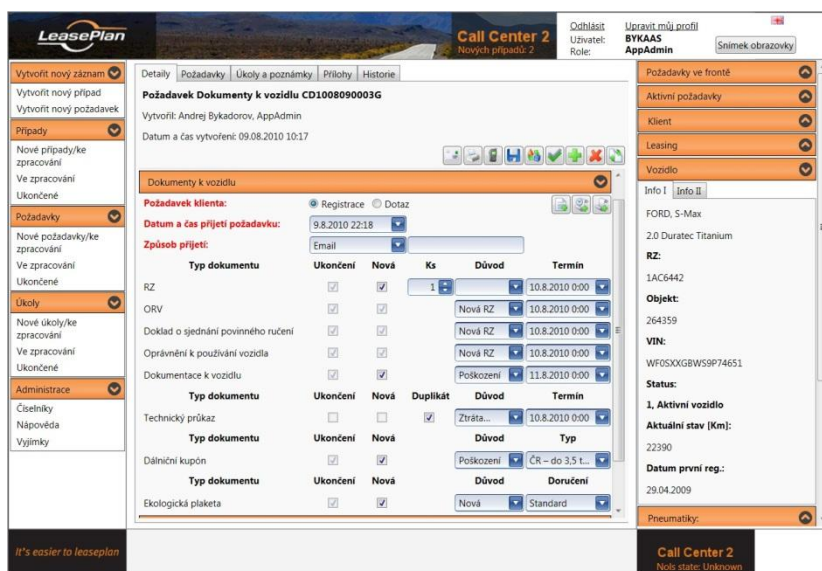 LeasePlan
Call Center 2
Nových případů: 2
Odhlásit
Upravit můj profil
Uživatel:
BYKAAS
Role:
AppAdmin
Snímek obrazovky
Vytvořit nový záznam
Vytvořit nový případ
Vytvořit nový požadavek
Případy
Nové případy/ke
zpracování
Ve zpracování
Ukončené
Požadavky
Nové požadavky/ke
zpracování
Ve zpracování
Ukončené
Úkoly
Nové úkoly/ke
zpracování
Ve zpracování
Ukončené
Administrace
Číselníky
Nápověda
Vyjímky
Detaily Požadavky Úkoly a poznámky Přílohy Historie
Požadavek Dokumenty k vozidlu CD1008090003G
Vytvořil: Andrej Bykadorov, AppAdmin
Datum a čas vytvoření: 09.08.2010 10:17
Dokumenty k vozidlu
Požadavek klienta: Registrace Dotaz
Datum a čas přijetí požadavku: 9.8.2010 22:18
Způsob přijetí: Email
Typ dokumentu Ukončení Nová Ks Důvod Termín
RZ 1 10.8.2010 0:00
ORV Nová RZ 10.8.2010 0:00
Doklad o sjednání povinného ručení Nová RZ 10.8.2010 0:00
Oprávnění k používání vozidla Nová RZ 10.8.2010 0:00
Dokumentace k vozidlu Poškození 11.8.2010 0:00
Typ dokumentu Ukončení Nová Duplikát Důvod Termín
Technický průkaz Ztráta... 10.8.2010 0:00
Typ dokumentu Ukončení Nová Důvod Typ
Dálniční kupón Poškození ČR – do 3,5 t...
Typ dokumentu Ukončení Nová Důvod Doručení
Ekologická plaketa Nová Standard
Požadavky ve frontě
Aktivní požadavky
Klient
Leasing
Vozidlo
Info I Info II
FORD, S-Max
2.0 Duratec Titanium
RZ:
1AC6442
Objekt:
264359
VIN:
WF0SXXGBWS9P74651
Status:
1, Aktivní vozidlo
Aktuální stav [Km]:
22390
Datum první reg.:
29.04.2009
Pneumatiky:
It's easier to leaseplan
Call Center 2
Nols state: Unknown